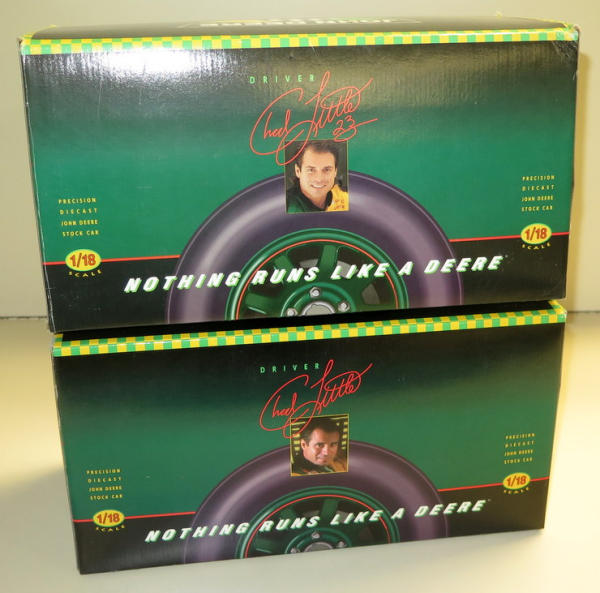 DRIVER
Chad Little
23
PRECISION
DIECAST
JOHN DEERE
STOCK CAR
1/18
SCALE
PRECISION
DIECAST
JOHN DEERE
STOCK CAR
1/18
SCALE
NOTHING RUNS LIKE A DEERE
DRIVER
Chad Little
PRECISION
DIECAST
JOHN DEERE
STOCK CAR
1/18
SCALE
PRECISION
DIECAST
JOHN DEERE
STOCK CAR
1/18
SCALE
NOTHING RUNS LIKE A DEERE